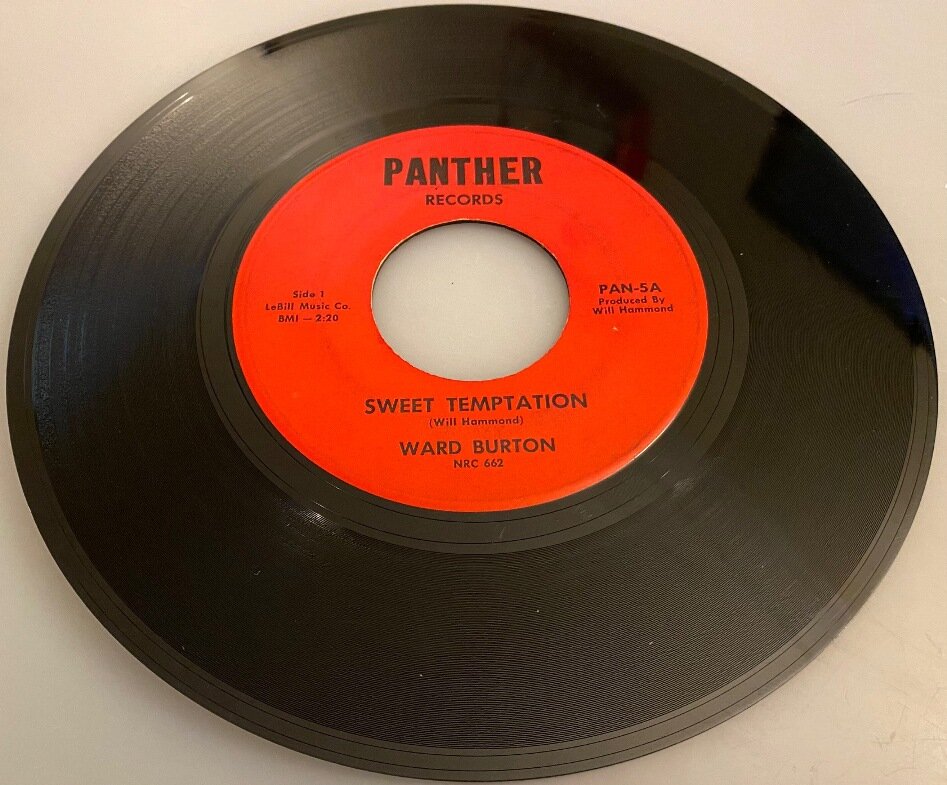 PANTHER
RECORDS
Side 1
LeBill Music Co.
BMI — 2:20
PAN-5A
Produced By
Will Hammond
SWEET TEMPTATION
(Will Hammond)
WARD BURTON
NRC 662